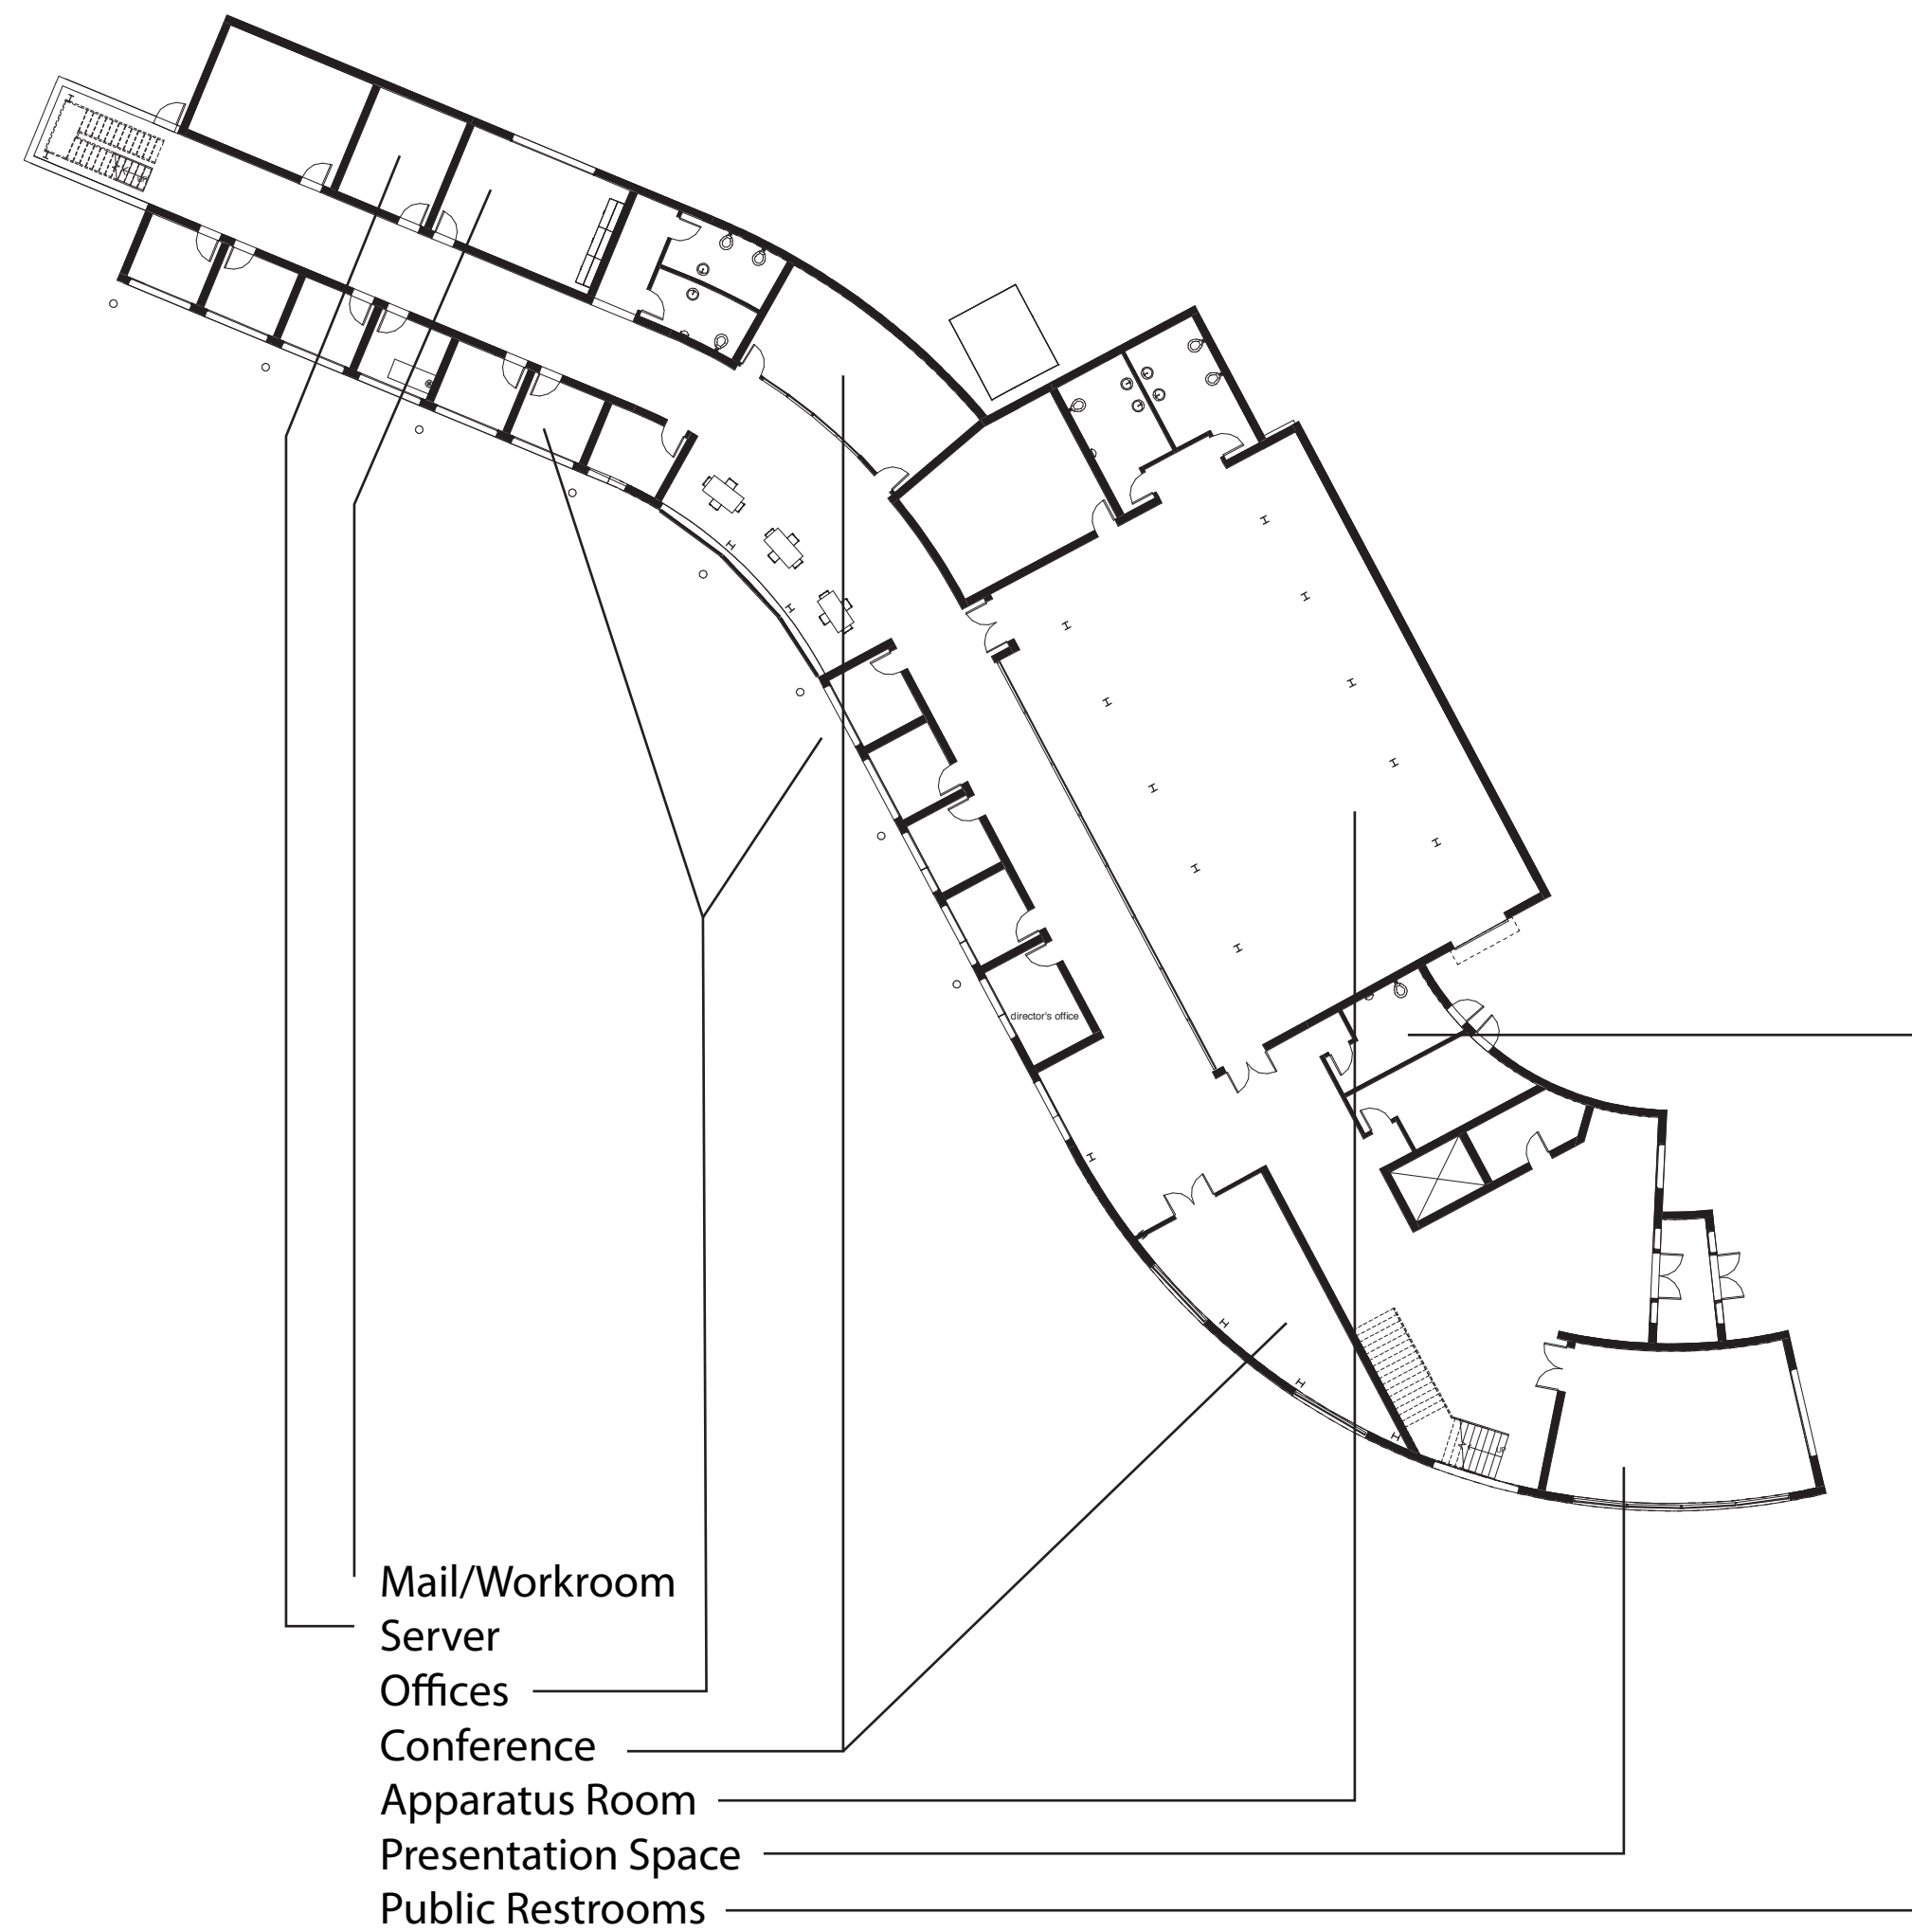 director's office
Mail/Workroom
Server
Offices
Conference
Apparatus Room
Presentation Space
Public Restrooms